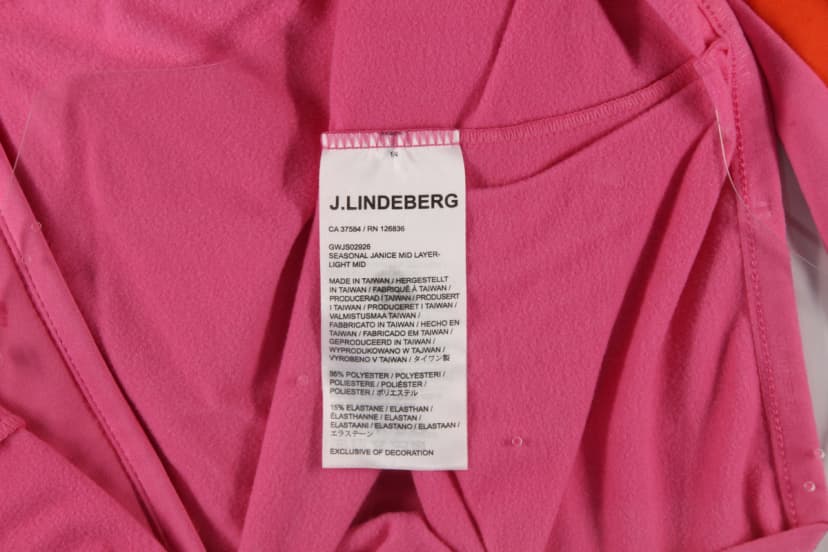 J.LINDEBERG
CA 37584 / RN 126836
GWJS02926
SEASONAL JANICE MID LAYER-
LIGHT MID
MADE IN TAIWAN / HERGESTELLT
IN TAIWAN / FABRIQUÉ À TAIWAN /
PRODUCERAD I TAIWAN / PRODUSERT
I TAIWAN / PRODUCERET I TAIWAN /
VALMISTUSMAA TAIWAN /
FABBRICATO IN TAIWAN / HECHO EN
TAIWAN / FABRICADO EM TAIWAN /
GEPRODUCEERD IN TAIWAN /
WYPRODUKOWANO W TAJWAN /
VYROBENO V TAIWAN / タイワン製
POLYESTER / POLYESTERI /
POLIESTERE / POLIÉSTER /
POLIESTER / ポリエステル
15% ELASTANE / ELASTHAN /
ÉLASTHANNE / ELASTAN /
ELASTAANI / ELASTANO / ELASTAAN /
エラステーン
EXCLUSIVE OF DECORATION